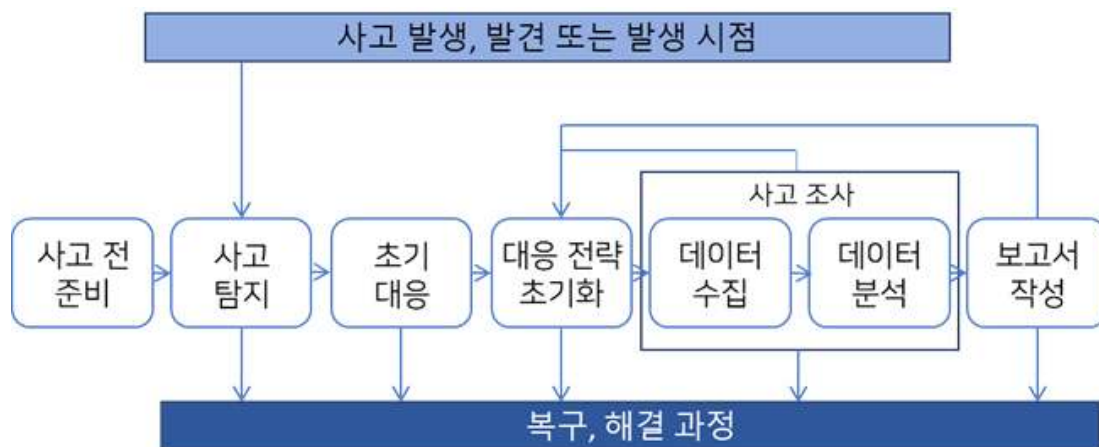 사고 발생, 발견 또는 발생 시점
사고 조사
사고 전
준비
사고
탐지
초기
대응
대응 전략
초기화
데이터
수집
데이터
분석
보고서
작성
복구, 해결 과정